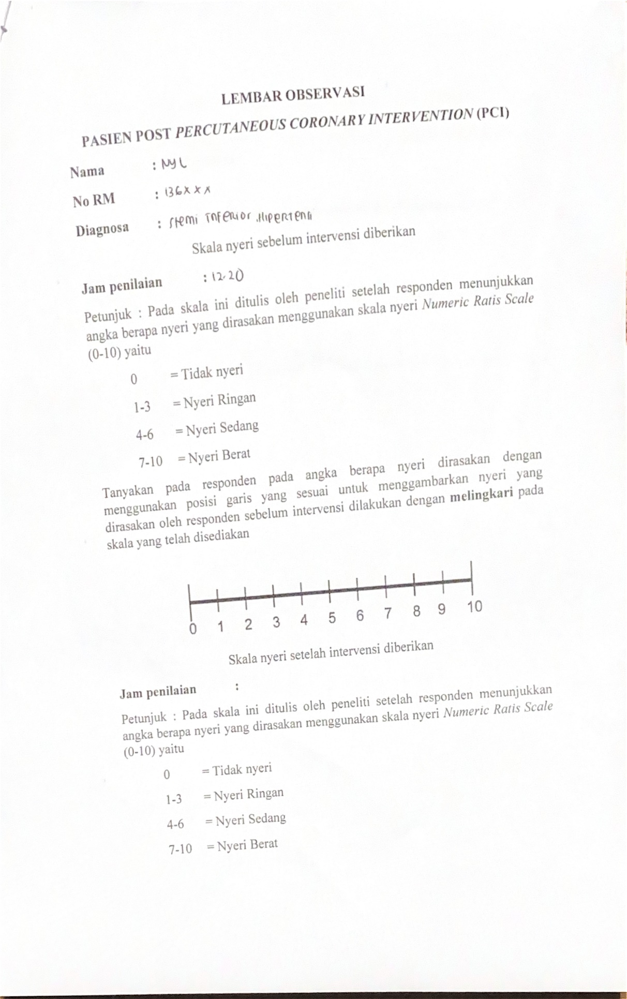 LEMBAR OBSERVASI
PASIEN POST PERCUTANEOUS CORONARY INTERVENTION (PCI)
Nama : NyL
No RM : 136xxx
Diagnosa : Stemi Inferior, Hipertensi
Skala nyeri sebelum intervensi diberikan
Jam penilaian : 12.20
Petunjuk : Pada skala ini ditulis oleh peneliti setelah responden menunjukkan
angka berapa nyeri yang dirasakan menggunakan skala nyeri Numeric Ratis Scale
(0-10) yaitu
0 = Tidak nyeri
1-3 = Nyeri Ringan
4-6 = Nyeri Sedang
7-10 = Nyeri Berat
Tanyakan pada responden pada angka berapa nyeri dirasakan dengan
menggunakan posisi garis yang sesuai untuk menggambarkan nyeri yang
dirasakan oleh responden sebelum intervensi dilakukan dengan melingkari pada
skala yang telah disediakan
0 1 2 3 4 5 6 7 8 9 10
Skala nyeri setelah intervensi diberikan
Jam penilaian :
Petunjuk : Pada skala ini ditulis oleh peneliti setelah responden menunjukkan
angka berapa nyeri yang dirasakan menggunakan skala nyeri Numeric Ratis Scale
(0-10) yaitu
0 = Tidak nyeri
1-3 = Nyeri Ringan
4-6 = Nyeri Sedang
7-10 = Nyeri Berat